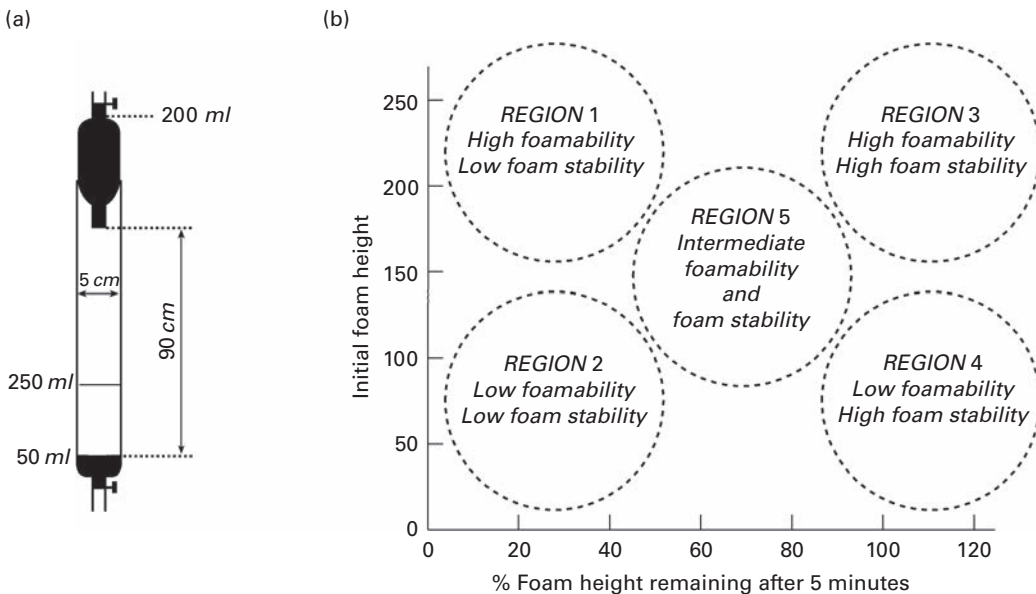 (a)
200 ml
5 cm
90 cm
250 ml
50 ml
(b)
Initial foam height
250
200
150
100
50
0
REGION 1
High foamability
Low foam stability
REGION 3
High foamability
High foam stability
REGION 5
Intermediate
foamability
and
foam stability
REGION 2
Low foamability
Low foam stability
REGION 4
Low foamability
High foam stability
0
20
40
60
80
100
120
% Foam height remaining after 5 minutes